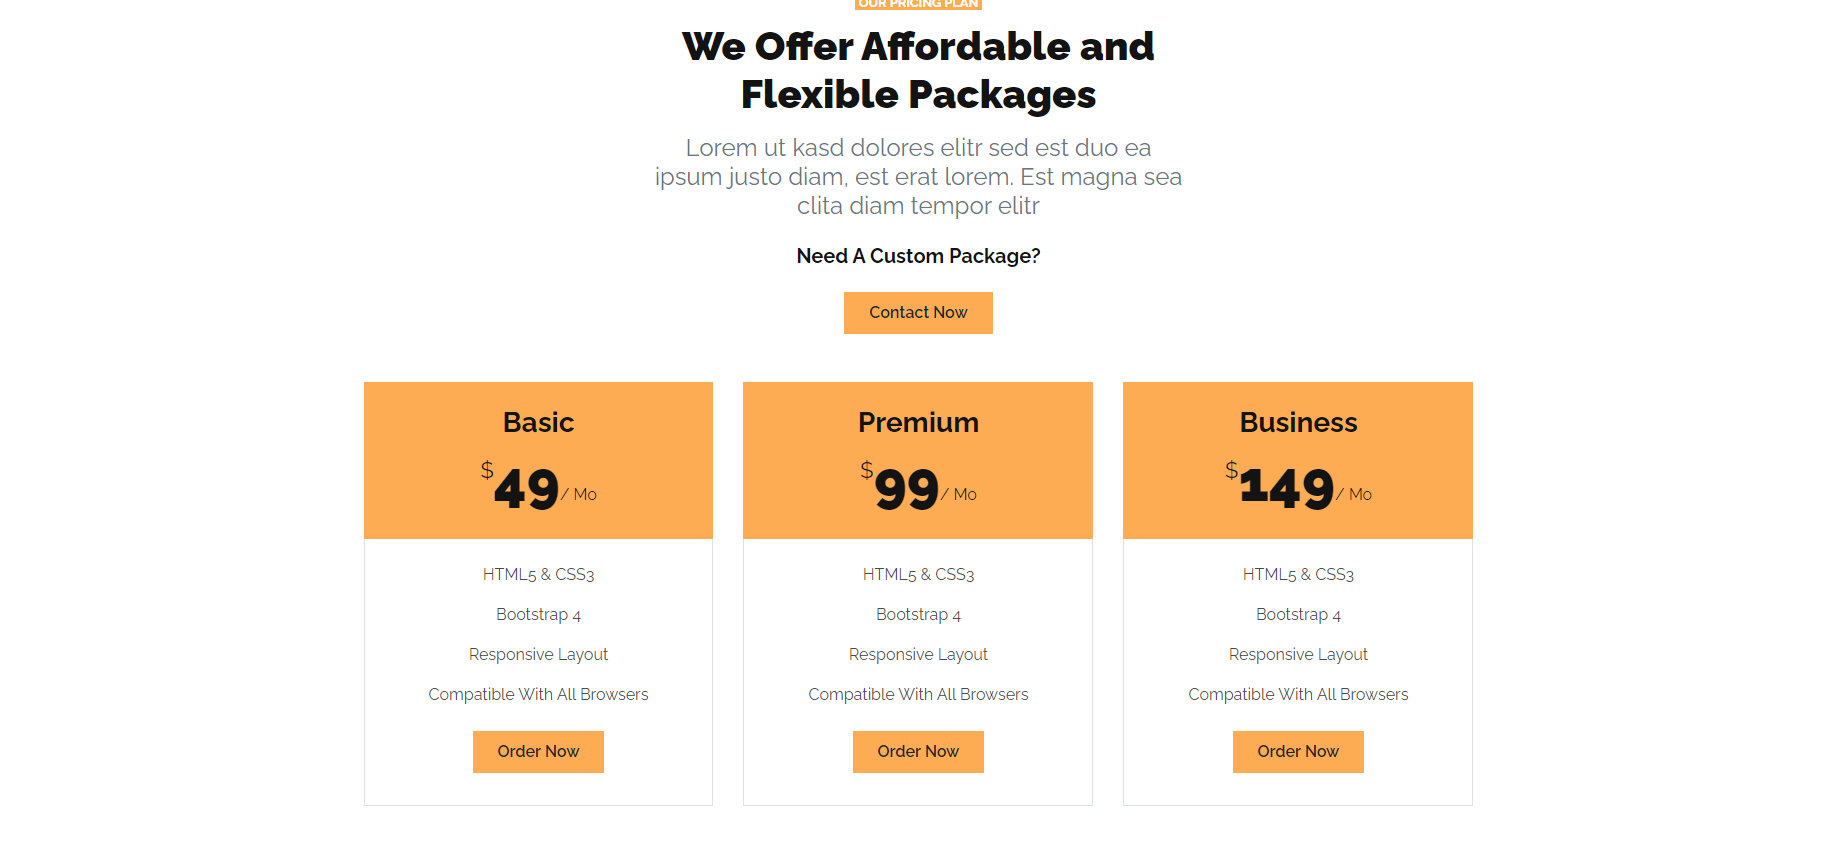 OUR PRICING PLAN
We Offer Affordable and
Flexible Packages
Lorem ut kasd dolores elitr sed est duo ea
ipsum justo diam, est erat lorem. Est magna sea
clita diam tempor elitr
Need A Custom Package?
Contact Now
Basic
$49/ Mo
HTML5 & CSS3
Bootstrap 4
Responsive Layout
Compatible With All Browsers
Order Now
Premium
$99/ Mo
HTML5 & CSS3
Bootstrap 4
Responsive Layout
Compatible With All Browsers
Order Now
Business
$149/ Mo
HTML5 & CSS3
Bootstrap 4
Responsive Layout
Compatible With All Browsers
Order Now